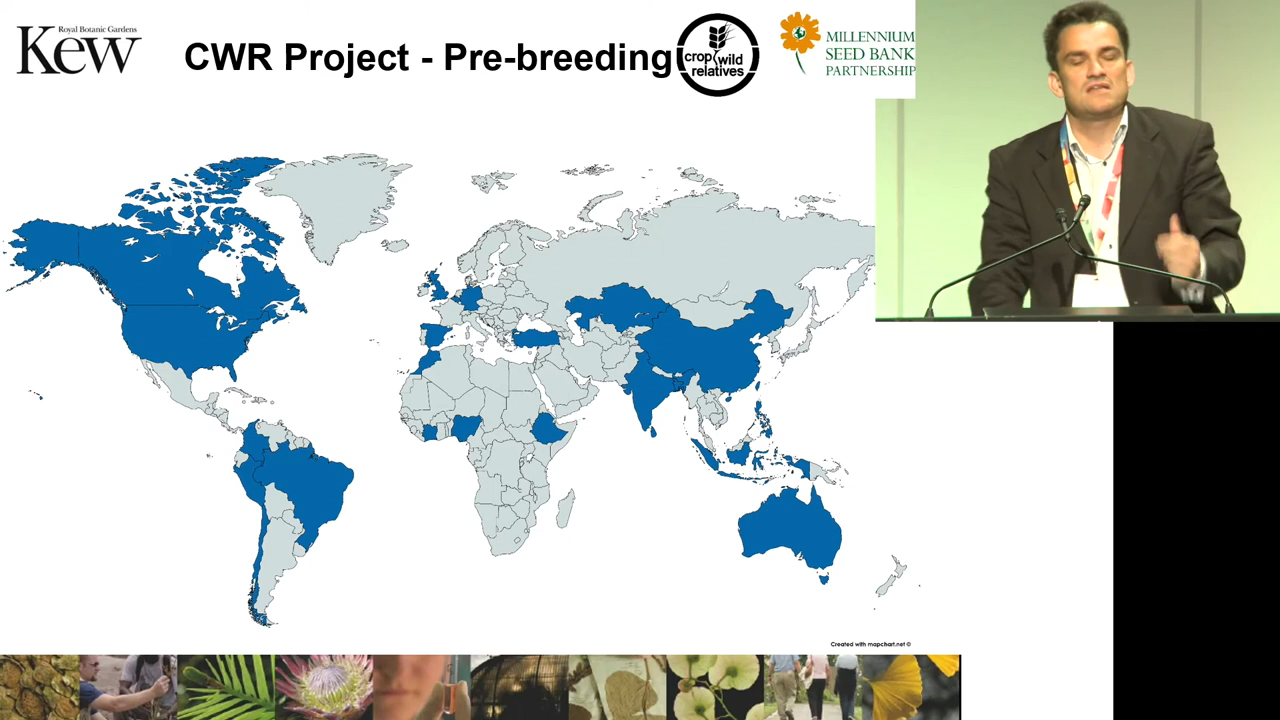 Royal Botanic Gardens
Kew
CWR Project - Pre-breeding
crop wild
relatives
MILLENNIUM
SEED BANK
PARTNERSHIP
Created with mapchart.net ©